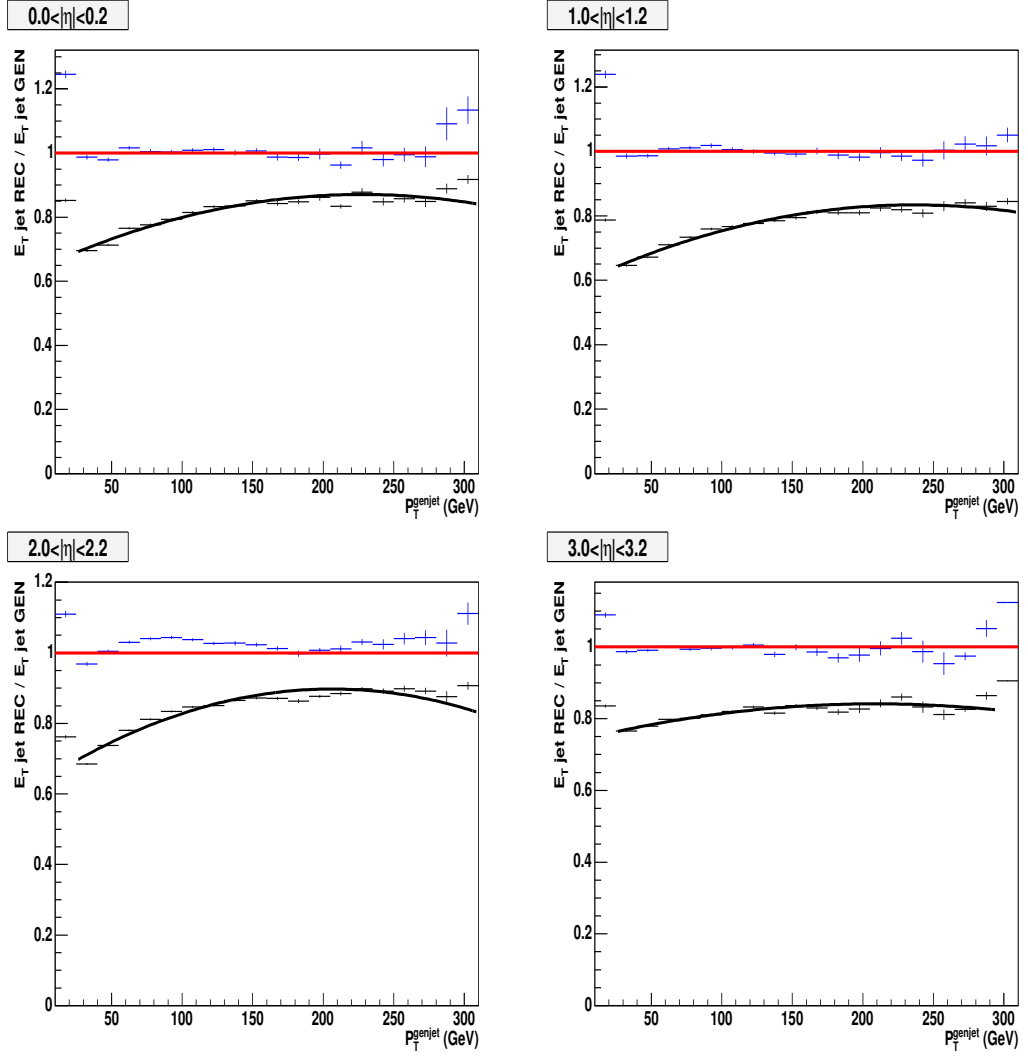 0.0<|η|<0.2
E_T jet REC / E_T jet GEN
1.2
1
0.8
0.6
0.4
0.2
0
50 100 150 200 250 300
P_T^genjet (GeV)
1.0<|η|<1.2
E_T jet REC / E_T jet GEN
1.2
1
0.8
0.6
0.4
0.2
0
50 100 150 200 250 300
P_T^genjet (GeV)
2.0<|η|<2.2
E_T jet REC / E_T jet GEN
1.2
1
0.8
0.6
0.4
0.2
0
50 100 150 200 250 300
P_T^genjet (GeV)
3.0<|η|<3.2
E_T jet REC / E_T jet GEN
1
0.8
0.6
0.4
0.2
0
50 100 150 200 250 300
P_T^genjet (GeV)